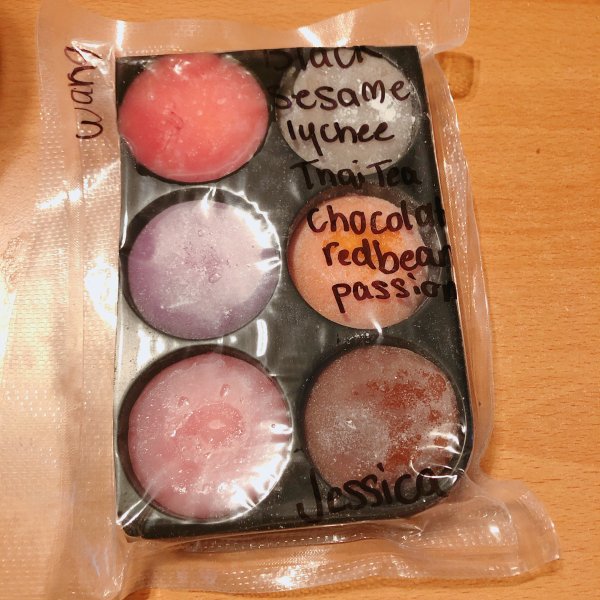 Wang
Black
Sesame
lychee
Thai Tea
Chocolat
redbean
passion
Jessica